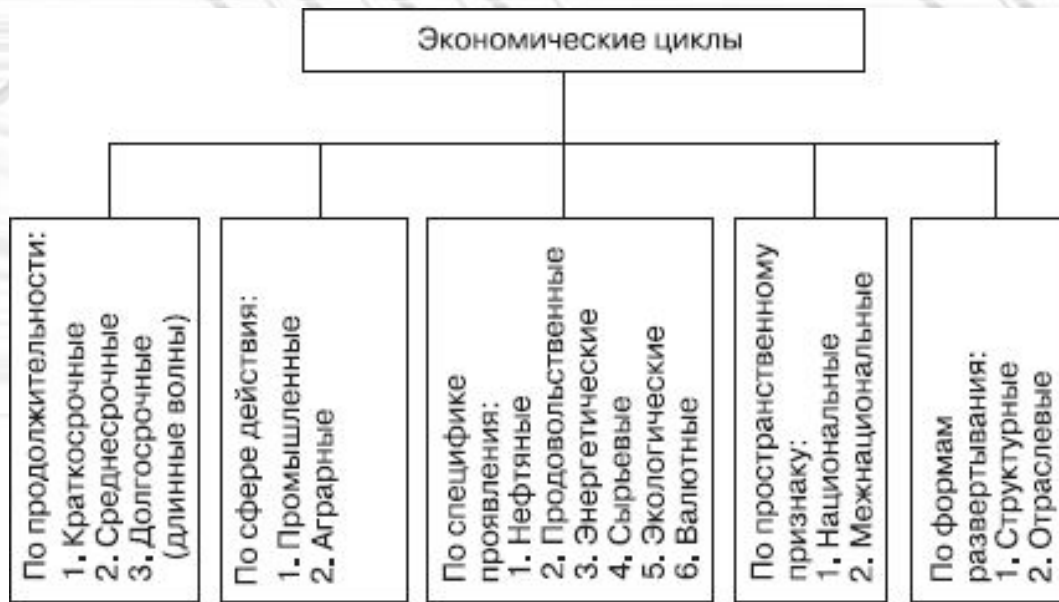 Экономические циклы
По продолжительности:
1. Краткосрочные
2. Среднесрочные
3. Долгосрочные
(длинные волны)
По сфере действия:
1. Промышленные
2. Аграрные
По специфике
проявления:
1. Нефтяные
2. Продовольственные
3. Энергетические
4. Сырьевые
5. Экологические
6. Валютные
По пространственному
признаку:
1. Национальные
2. Межнациональные
По формам
развертывания:
1. Структурные
2. Отраслевые